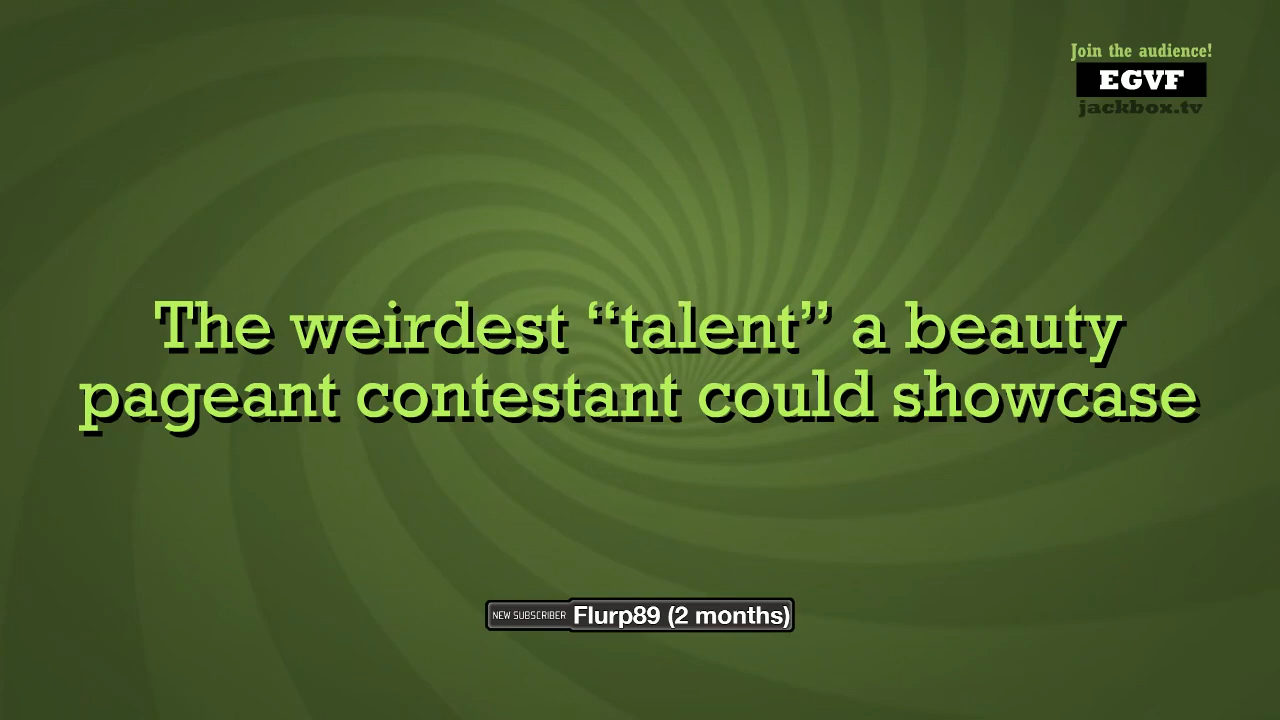 Join the audience!
EGVF
jackbox.tv
The weirdest “talent” a beauty
pageant contestant could showcase
NEW SUBSCRIBER Flurp89 (2 months)